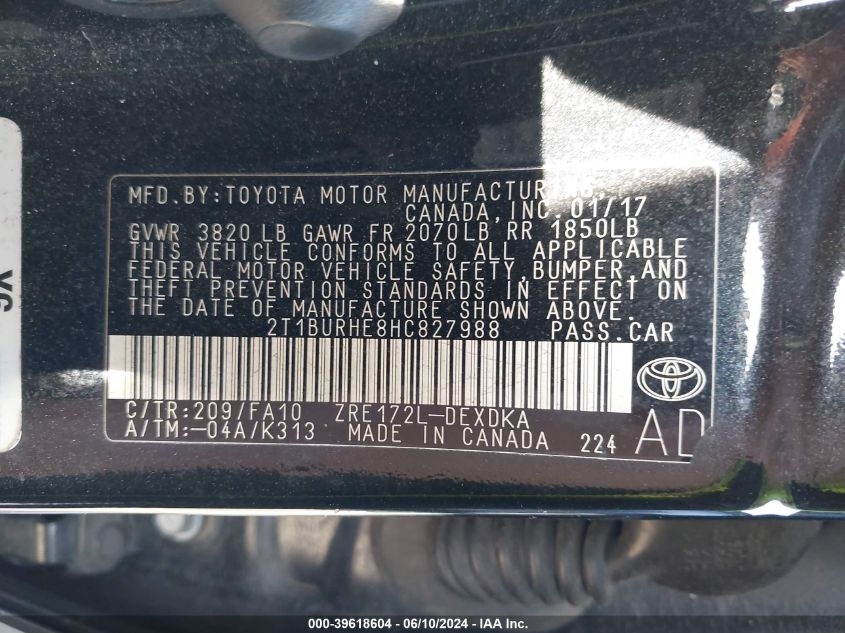 MFD.BY:TOYOTA MOTOR MANUFACTURING
CANADA,INC. 01/17
GVWR 3820 LB GAWR FR 2070LB RR 1850LB
THIS VEHICLE CONFORMS TO ALL APPLICABLE
FEDERAL MOTOR VEHICLE SAFETY,BUMPER,AND
THEFT PREVENTION STANDARDS IN EFFECT ON
THE DATE OF MANUFACTURE SHOWN ABOVE.
2T1BURHE8HC827988 PASS.CAR
C/TR:209/FA10 ZRE172L-DEXDKA
A/TM:-04A/K313 MADE IN CANADA 224 AD
000-39618604 - 06/10/2024 - IAA Inc.